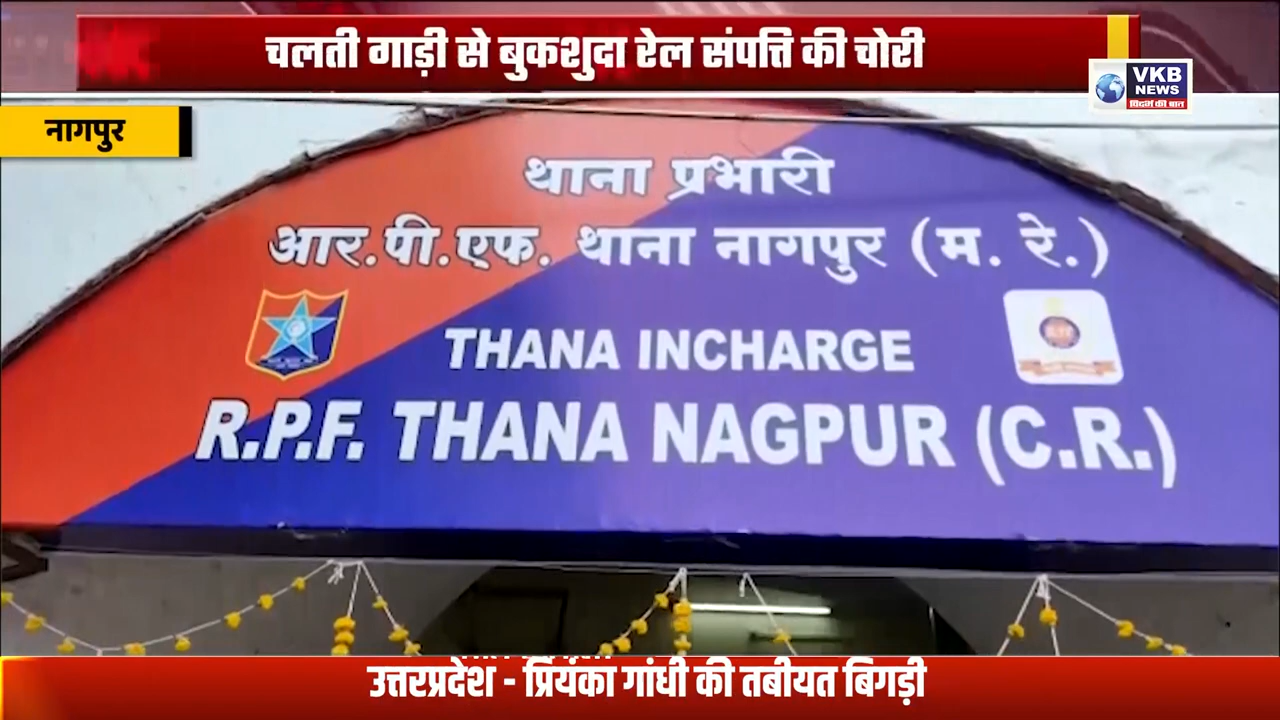 चलती गाड़ी से बुकशुदा रेल संपत्ति की चोरी
VKB
NEWS
विदर्भ की बात
नागपुर
थाना प्रभारी
आर.पी.एफ. थाना नागपुर (म. रे.)
THANA INCHARGE
R.P.F. THANA NAGPUR (C.R.)
उत्तरप्रदेश - प्रियंका गांधी की तबीयत बिगड़ी